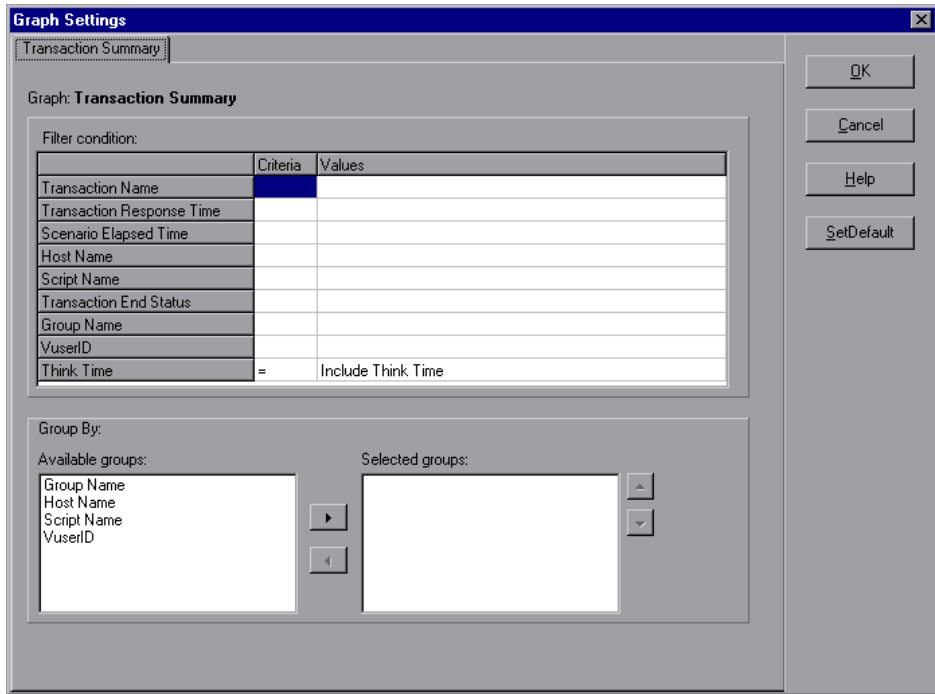 Graph Settings
Transaction Summary
OK
Graph: Transaction Summary
Cancel
Filter condition:
Criteria Values
Transaction Name
Help
Transaction Response Time
Scenario Elapsed Time
SetDefault
Host Name
Script Name
Transaction End Status
Group Name
VuserID
Think Time = Include Think Time
Group By:
Available groups: Selected groups:
Group Name
Host Name
Script Name
VuserID